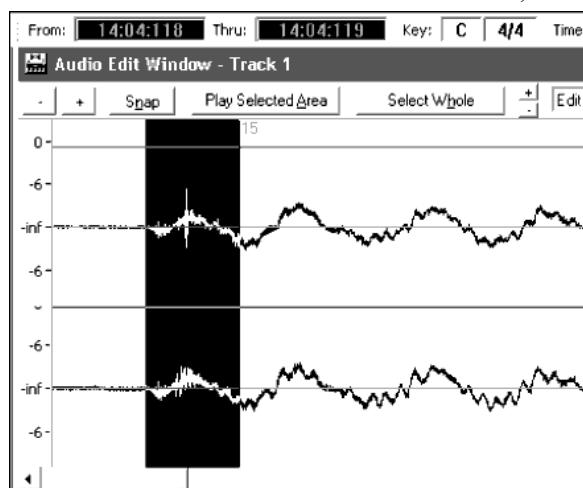 From: 14:04:118 Thru: 14:04:119 Key: C 4/4 Time
Audio Edit Window - Track 1
- + Snap Play Selected Area Select Whole + - Edit
15
0-
-6-
-inf-
-6-
-6-
-inf-
-6-